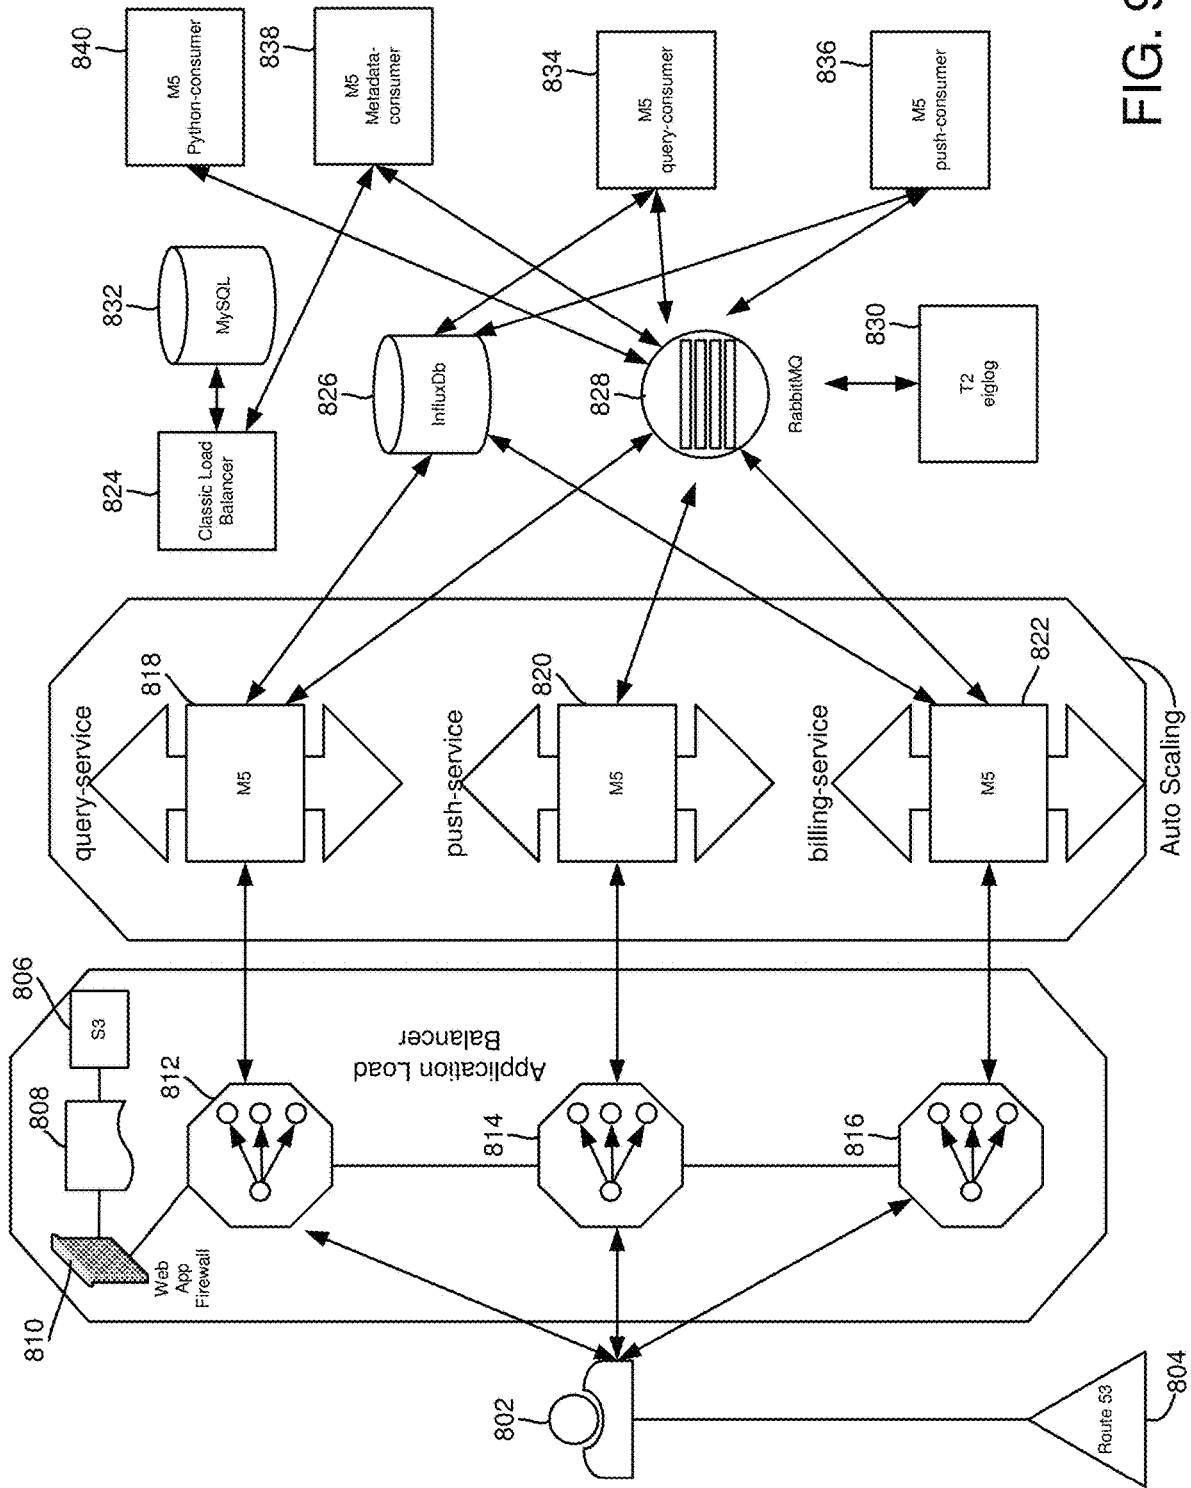 840
M5
Python-consumer
838
M5
Metadata-
consumer
834
M5
query-consumer
836
M5
push-consumer
832
MySQL
824
Classic Load
Balancer
826
InfluxDb
828
RabbitMQ
830
T2
eiglog
query-service
818
M5
push-service
820
M5
billing-service
822
M5
Auto Scaling
806
S3
808
810
Web
App
Firewall
812
Application Load
Balancer
814
816
802
Route 53
804
FIG. 9